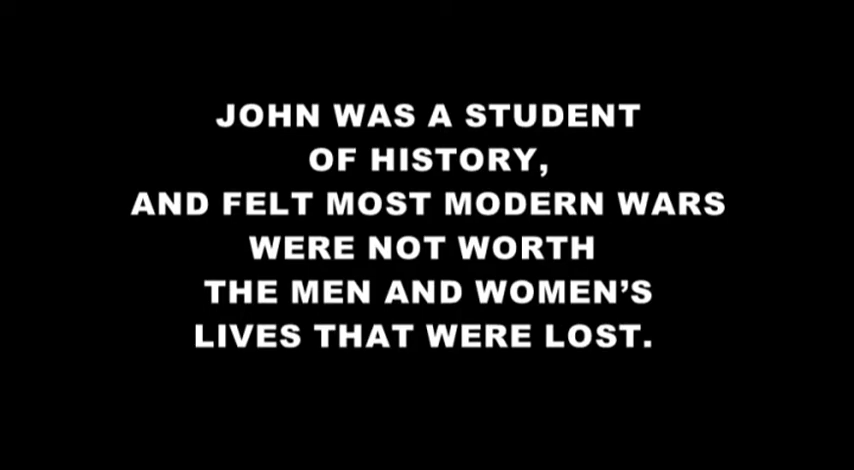 JOHN WAS A STUDENT
OF HISTORY,
AND FELT MOST MODERN WARS
WERE NOT WORTH
THE MEN AND WOMEN’S
LIVES THAT WERE LOST.